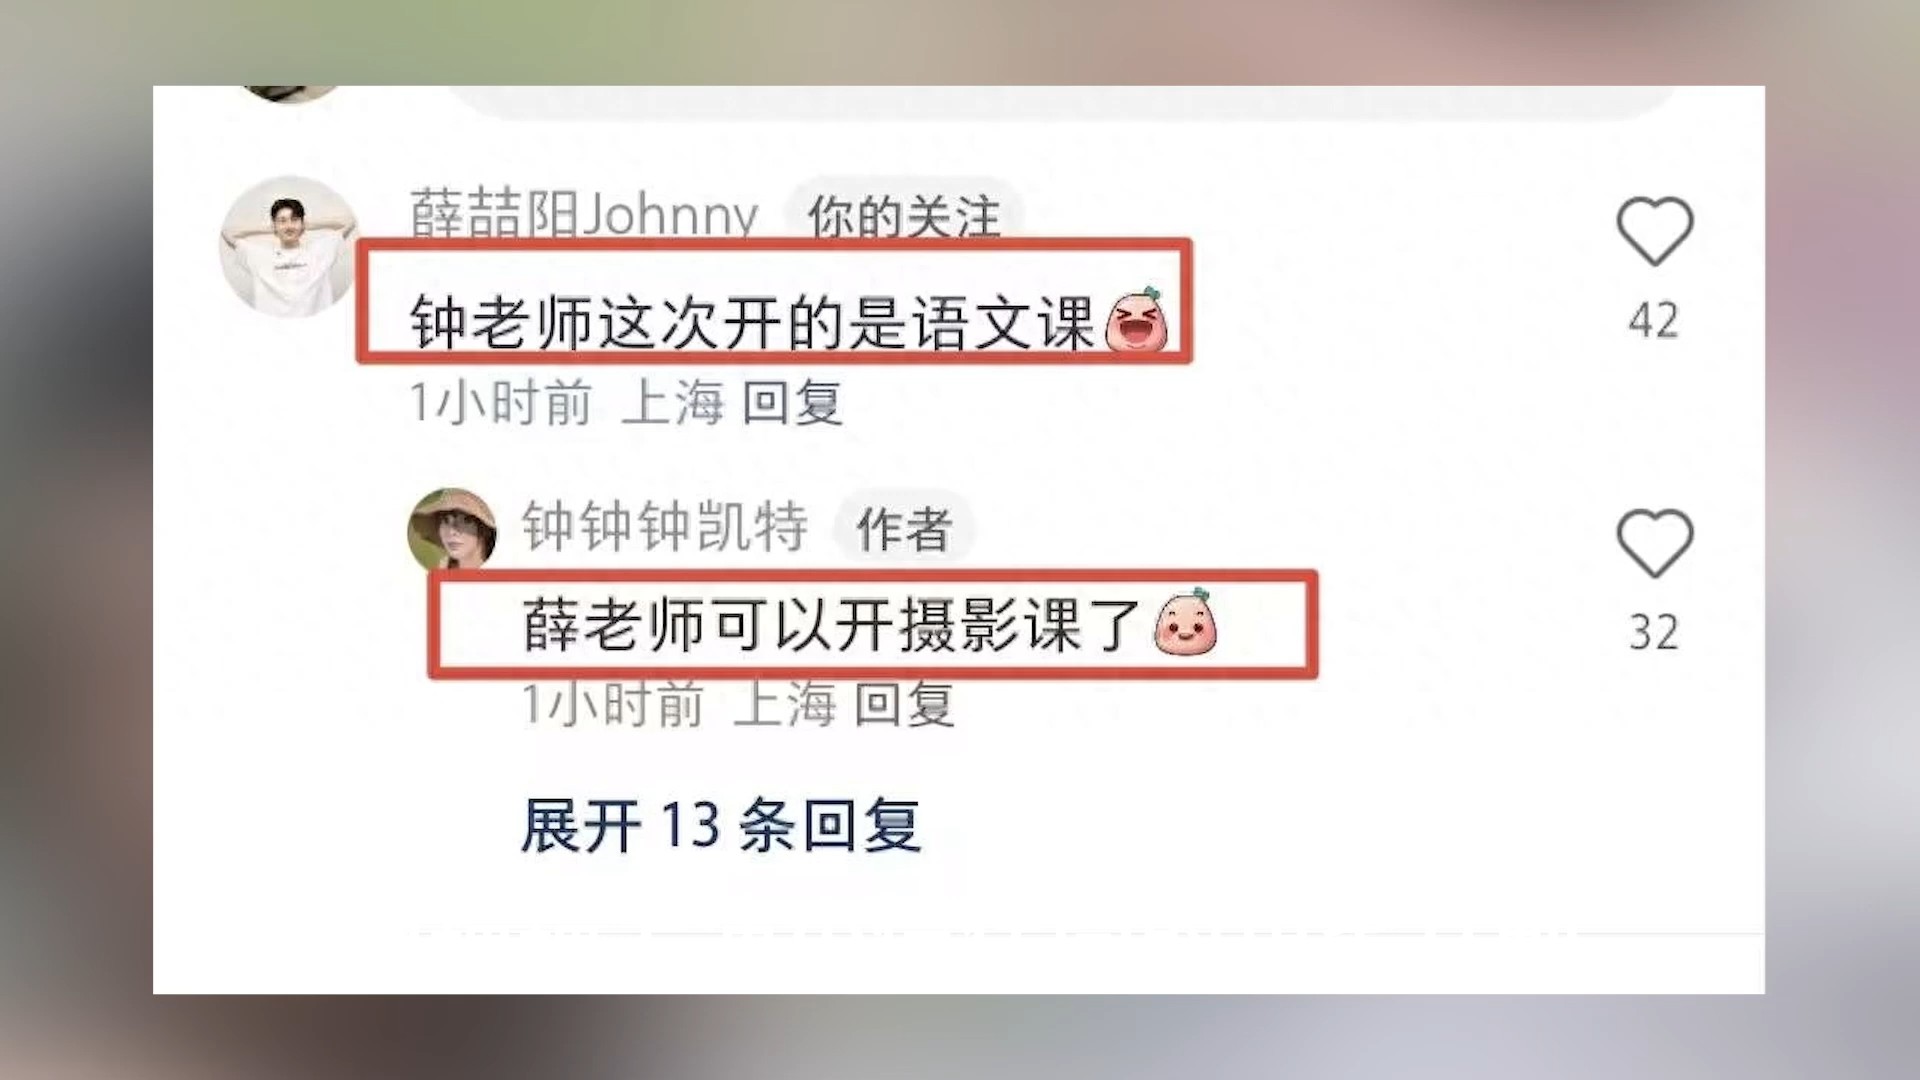 薛喆阳Johnny 你的关注
钟老师这次开的是语文课
42
1小时前 上海 回复
钟钟钟凯特 作者
薛老师可以开摄影课了
32
1小时前 上海 回复
展开 13 条回复